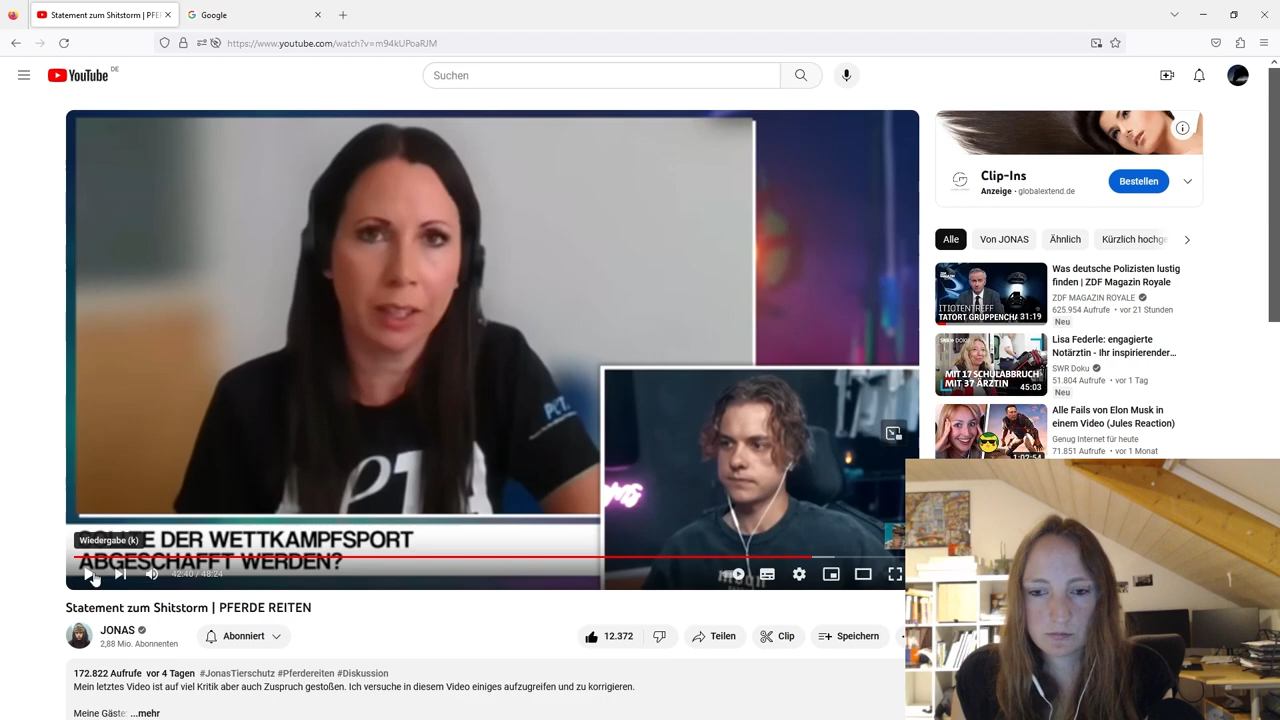 Statement zum Shitstorm | PFE
Google
https://www.youtube.com/watch?v=m94kUPoaRJM
YouTube DE
Suchen
Clip-Ins
Anzeige • globalextend.de
Bestellen
Alle
Von JONAS
Ähnlich
Kürzlich hochge
Was deutsche Polizisten lustig
finden | ZDF Magazin Royale
ZDF MAGAZIN ROYALE
625.954 Aufrufe • vor 21 Stunden
Neu
ITIOTENTREFF
TATORT GRUPPENCHA
31:19
Lisa Federle: engagierte
Notärztin - Ihr inspirierender...
SWR Doku
51.804 Aufrufe • vor 1 Tag
Neu
MIT 17 SCHULABBRUCH
MIT 37 ÄRZTIN
45:03
Alle Fails von Elon Musk in
einem Video (Jules Reaction)
Genug Internet für heute
71.851 Aufrufe • vor 1 Monat
1:02:54
Wiedergabe (k)
E DER WETTKAMPFSPORT
ABGESCHAFFT WERDEN?
42:40 / 48:24
Statement zum Shitstorm | PFERDE REITEN
JONAS
2,88 Mio. Abonnenten
Abonniert
12.372
Teilen
Clip
Speichern
172.822 Aufrufe vor 4 Tagen #JonasTierschutz #Pferdereiten #Diskussion
Mein letztes Video ist auf viel Kritik aber auch Zuspruch gestoßen. Ich versuche in diesem Video einiges aufzugreifen und zu korrigieren.
Meine Gäste: ...mehr